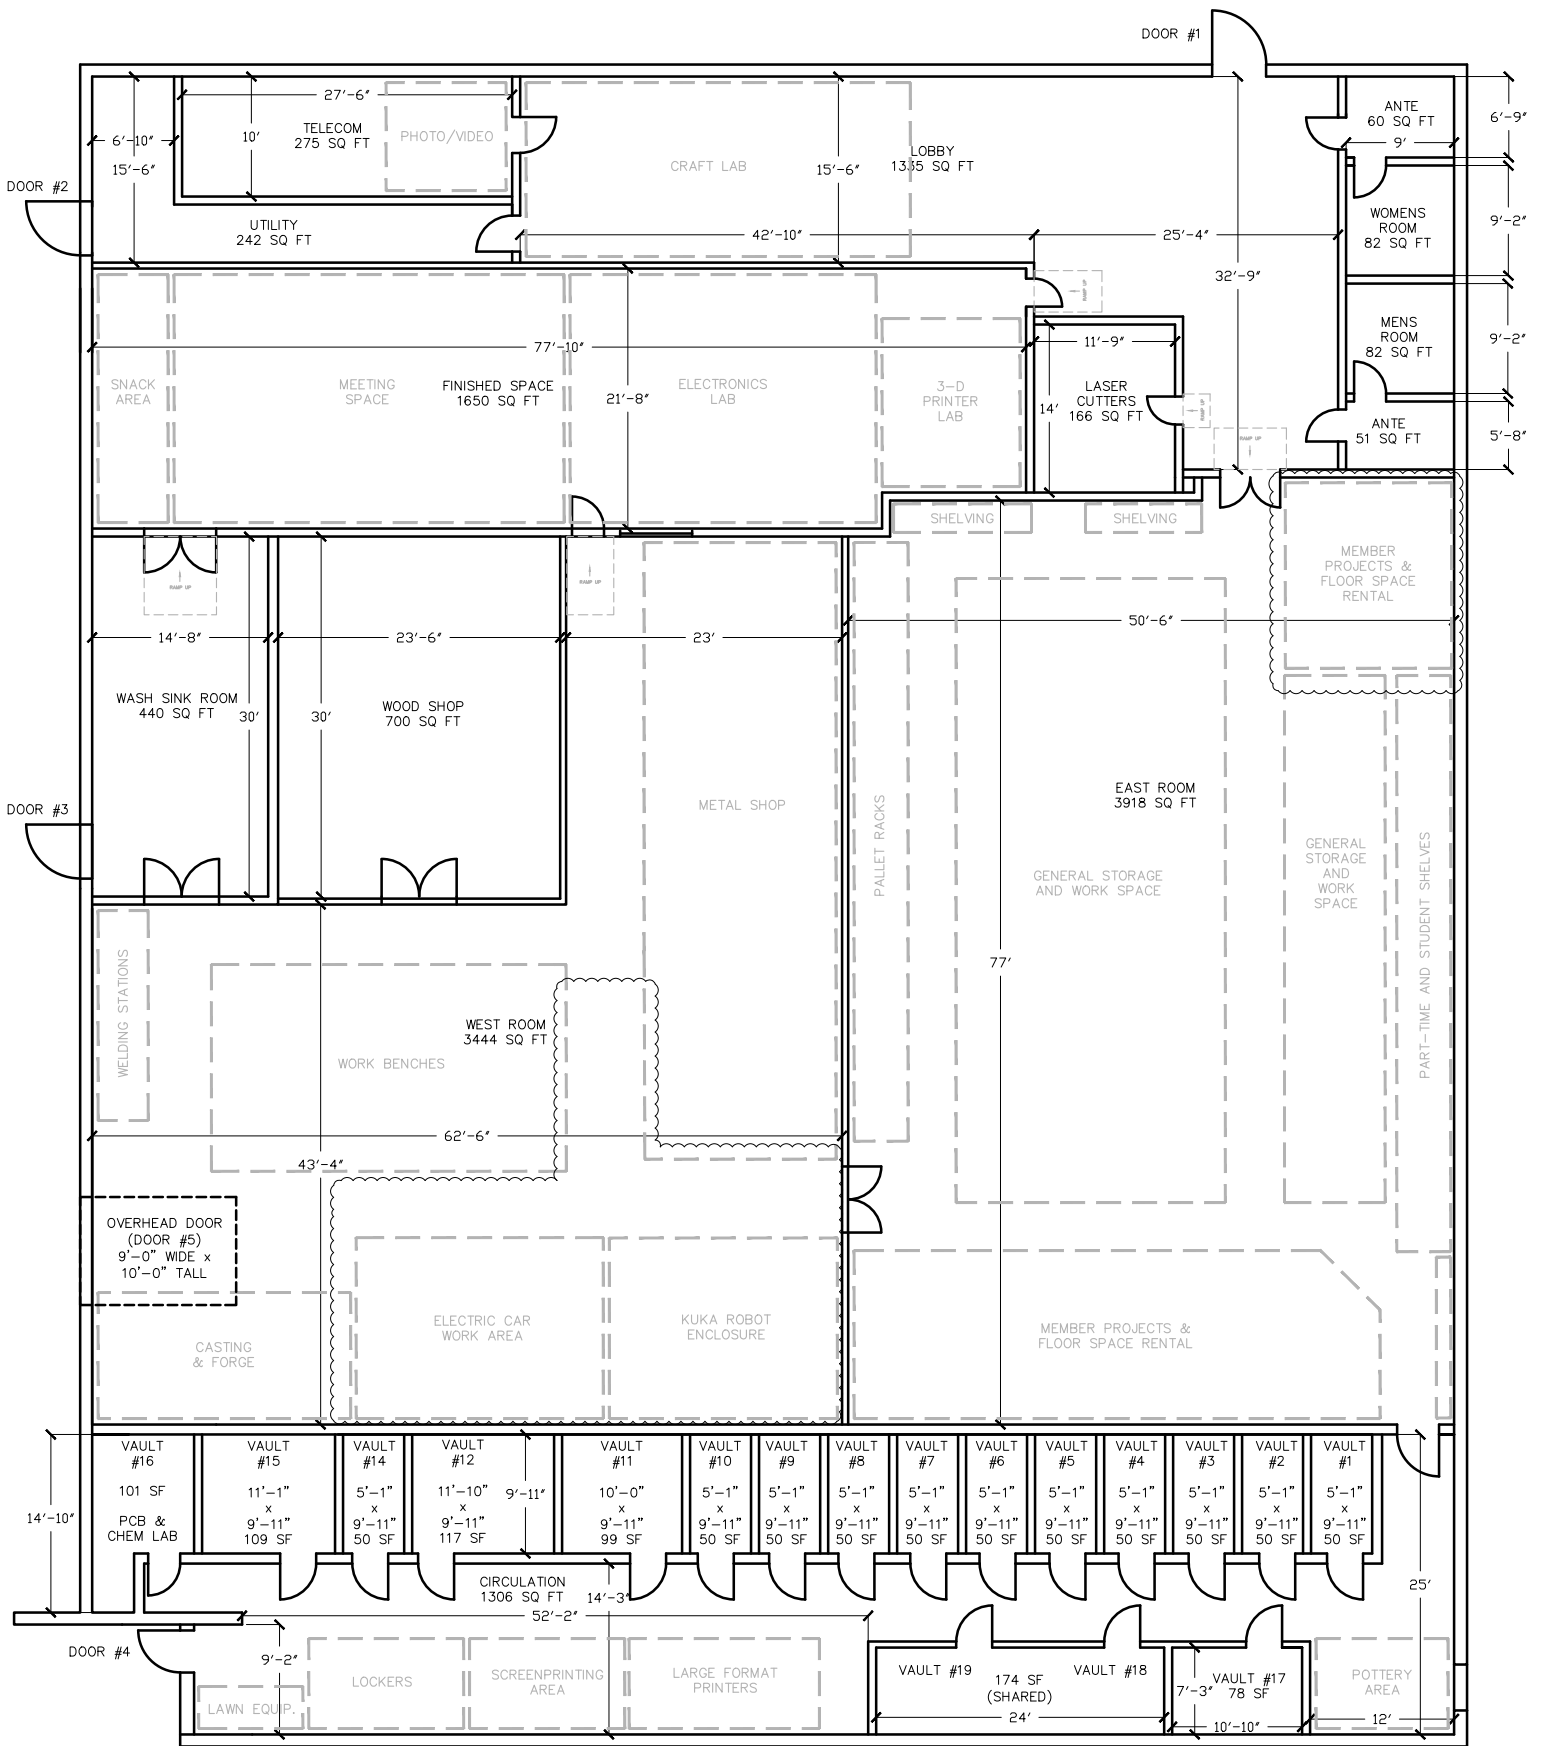 DOOR #1
27'-6"
TELECOM
275 SQ FT
10'
PHOTO/VIDEO
6'-10"
15'-6"
CRAFT LAB
15'-6"
LOBBY
1335 SQ FT
ANTE
60 SQ FT
9'
6'-9"
DOOR #2
UTILITY
242 SQ FT
42'-10"
25'-4"
32'-9"
WOMENS
ROOM
82 SQ FT
9'-2"
RAMP UP
MENS
ROOM
82 SQ FT
9'-2"
77'-10"
11'-9"
SNACK
AREA
MEETING
SPACE
FINISHED SPACE
1650 SQ FT
21'-8"
ELECTRONICS
LAB
3-D
PRINTER
LAB
14'
LASER
CUTTERS
166 SQ FT
RAMP UP
RAMP UP
ANTE
51 SQ FT
5'-8"
SHELVING
SHELVING
MEMBER
PROJECTS &
FLOOR SPACE
RENTAL
RAMP UP
RAMP UP
14'-8"
23'-6"
23'
50'-6"
WASH SINK ROOM
440 SQ FT
30'
30'
WOOD SHOP
700 SQ FT
METAL SHOP
PALLET RACKS
EAST ROOM
3918 SQ FT
DOOR #3
GENERAL STORAGE
AND WORK SPACE
GENERAL
STORAGE
AND
WORK
SPACE
PART-TIME AND STUDENT SHELVES
77'
WELDING STATIONS
WEST ROOM
3444 SQ FT
WORK BENCHES
62'-6"
43'-4"
OVERHEAD DOOR
(DOOR #5)
9'-0" WIDE x
10'-0" TALL
CASTING
& FORGE
ELECTRIC CAR
WORK AREA
KUKA ROBOT
ENCLOSURE
MEMBER PROJECTS &
FLOOR SPACE RENTAL
14'-10"
VAULT
#16
101 SF
PCB &
CHEM LAB
VAULT
#15
11'-1"
x
9'-11"
109 SF
VAULT
#14
5'-1"
x
9'-11"
50 SF
VAULT
#12
11'-10"
x
9'-11"
117 SF
9'-11"
VAULT
#11
10'-0"
x
9'-11"
99 SF
VAULT
#10
5'-1"
x
9'-11"
50 SF
VAULT
#9
5'-1"
x
9'-11"
50 SF
VAULT
#8
5'-1"
x
9'-11"
50 SF
VAULT
#7
5'-1"
x
9'-11"
50 SF
VAULT
#6
5'-1"
x
9'-11"
50 SF
VAULT
#5
5'-1"
x
9'-11"
50 SF
VAULT
#4
5'-1"
x
9'-11"
50 SF
VAULT
#3
5'-1"
x
9'-11"
50 SF
VAULT
#2
5'-1"
x
9'-11"
50 SF
VAULT
#1
5'-1"
x
9'-11"
50 SF
CIRCULATION
1306 SQ FT
14'-3"
25'
52'-2"
DOOR #4
9'-2"
LAWN EQUIP.
LOCKERS
SCREENPRINTING
AREA
LARGE FORMAT
PRINTERS
VAULT #19
174 SF
(SHARED)
VAULT #18
24'
7'-3"
VAULT #17
78 SF
10'-10"
POTTERY
AREA
12'